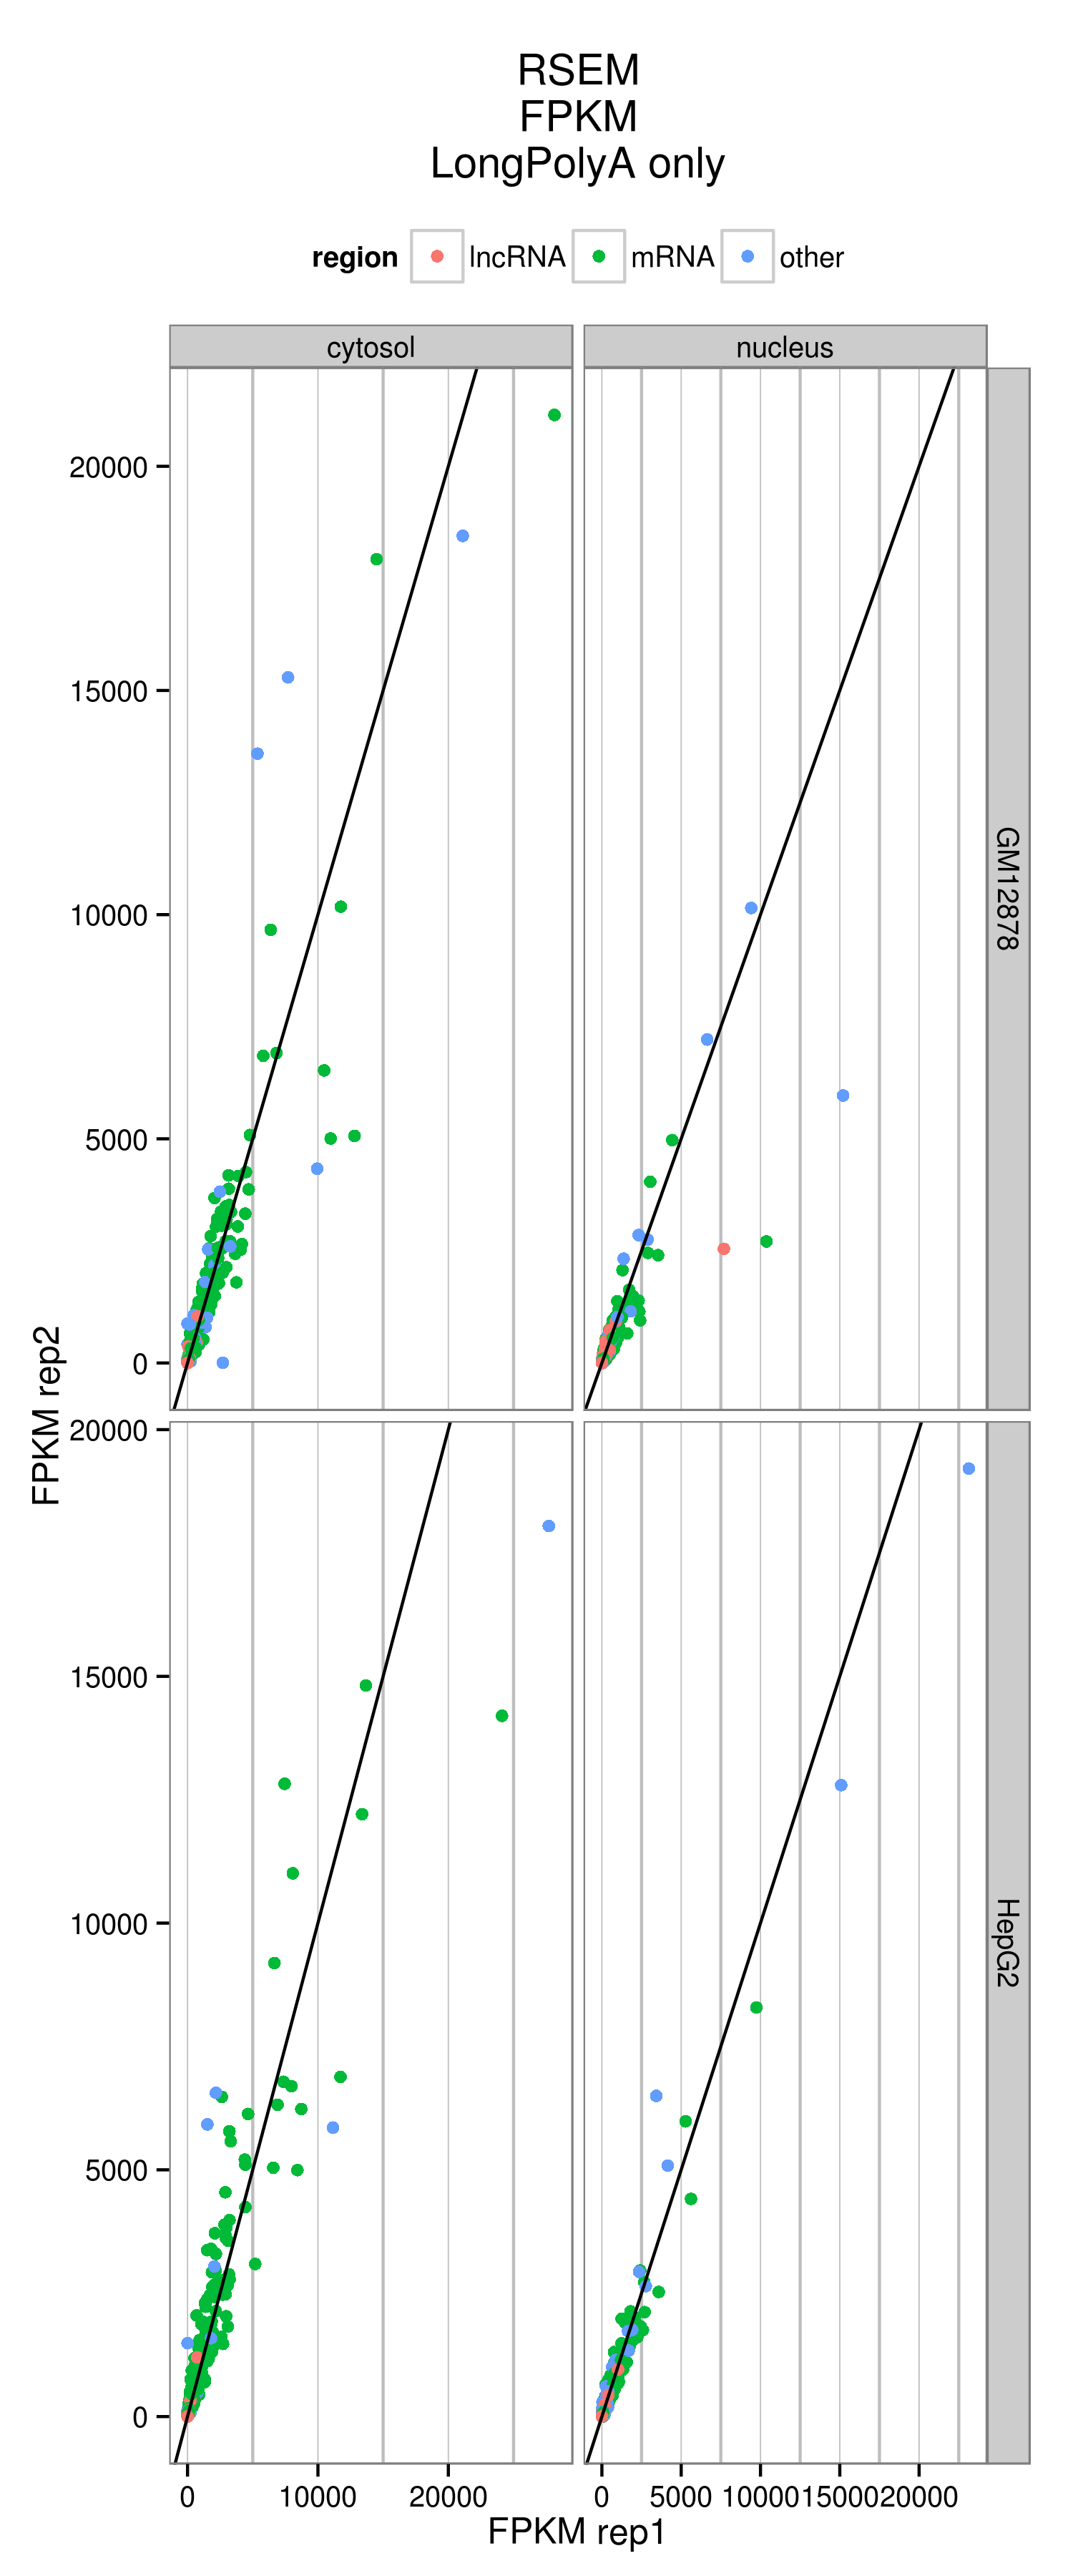 RSEM
FPKM
LongPolyA only
region lncRNA mRNA other
cytosol nucleus
GM12878
20000
15000
10000
5000
0
FPKM rep2
HepG2
20000
15000
10000
5000
0
0 10000 20000 0 5000 10000 15000 20000
FPKM rep1